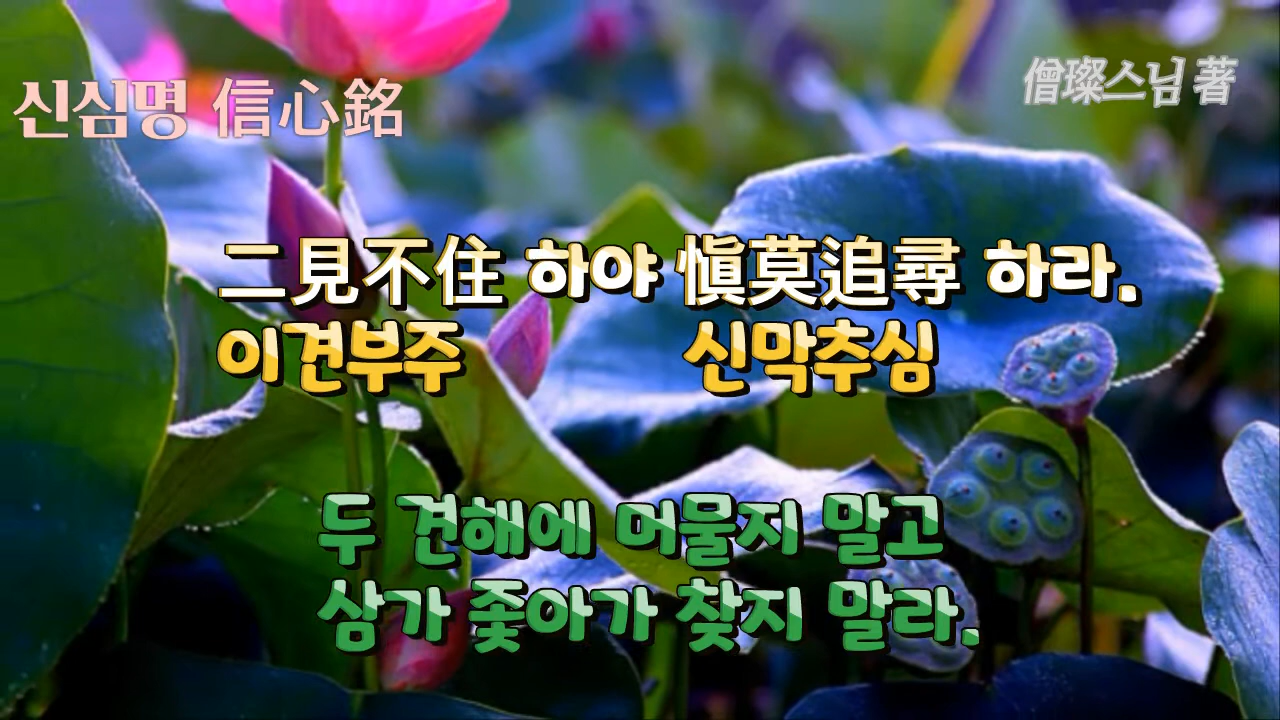 신심명 信心銘
僧璨스님 著
二見不住 하야 愼莫追尋 하라.
이견부주 신막추심
두 견해에 머물지 말고
삼가 좇아가 찾지 말라.